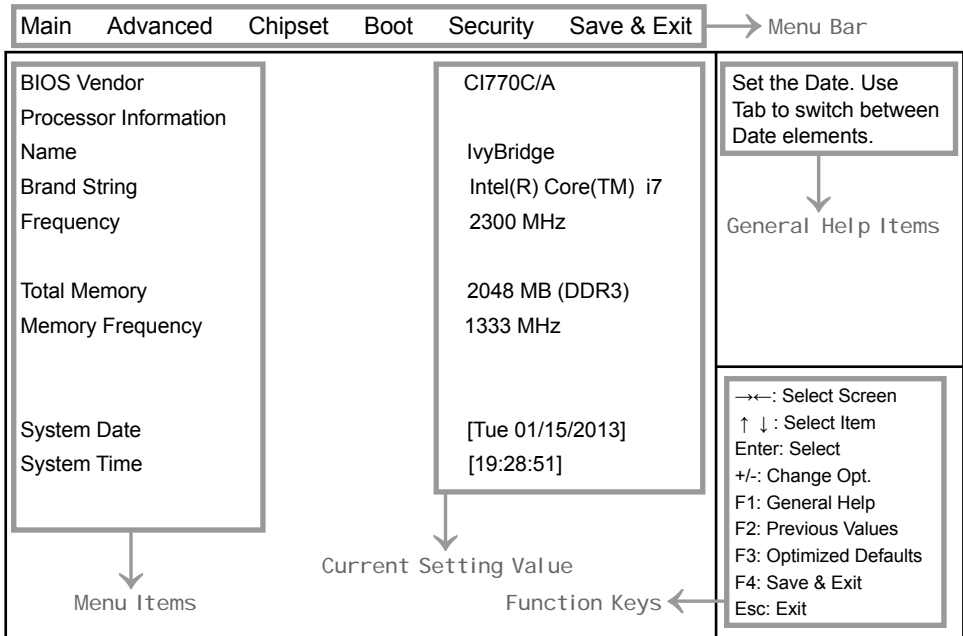 Main Advanced Chipset Boot Security Save & Exit
Menu Bar
BIOS Vendor CI770C/A
Processor Information
Name IvyBridge
Brand String Intel(R) Core(TM) i7
Frequency 2300 MHz
Total Memory 2048 MB (DDR3)
Memory Frequency 1333 MHz
System Date [Tue 01/15/2013]
System Time [19:28:51]
Set the Date. Use
Tab to switch between
Date elements.
General Help Items
→←: Select Screen
↑ ↓ : Select Item
Enter: Select
+/-: Change Opt.
F1: General Help
F2: Previous Values
F3: Optimized Defaults
F4: Save & Exit
Esc: Exit
Current Setting Value
Menu Items
Function Keys